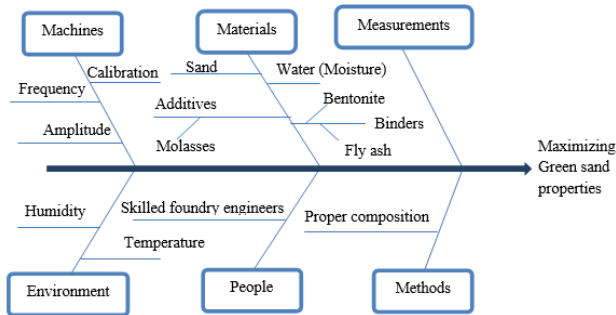 Machines
Materials
Measurements
Calibration
Sand
Water (Moisture)
Frequency
Additives
Bentonite
Binders
Amplitude
Molasses
Fly ash
Maximizing
Green sand
properties
Humidity
Skilled foundry engineers
Proper composition
Temperature
Environment
People
Methods